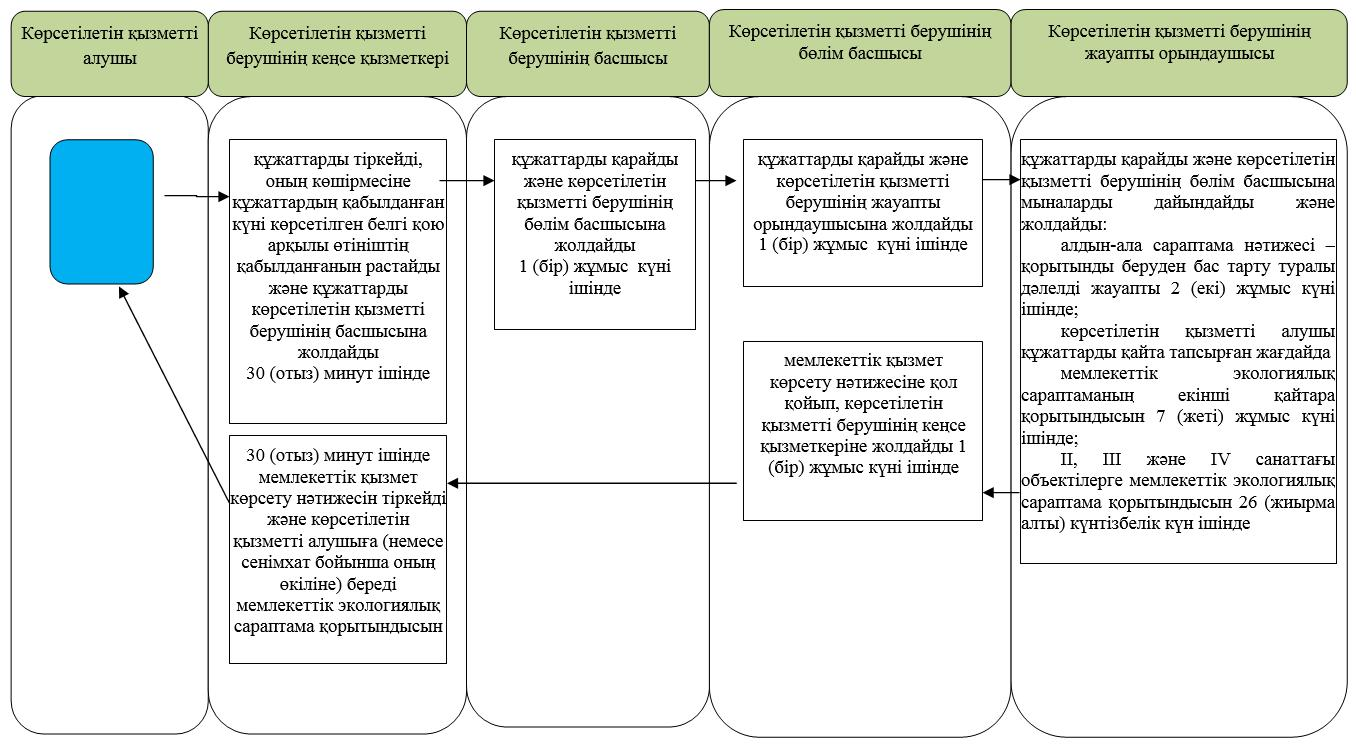 Көрсетілетін қызметті
алушы
Көрсетілетін қызметті
берушінің кеңсе қызметкері
Көрсетілетін қызметті
берушінің басшысы
Көрсетілетін қызметті берушінің
бөлім басшысы
Көрсетілетін қызметті берушінің
жауапты орындаушысы
құжаттарды тіркейді,
оның көшірмесіне
құжаттардың қабылданған
күні көрсетілген белгі қою
арқылы өтініштің
қабылданғанын растайды
және құжаттарды
көрсетілетін қызметті
берушінің басшысына
жолдайды
30 (отыз) минут ішінде
құжаттарды қарайды
және көрсетілетін
қызметті берушінің
бөлім басшысына
жолдайды
1 (бір) жұмыс күні
ішінде
құжаттарды қарайды және
көрсетілетін қызметті
берушінің жауапты
орындаушысына жолдайды
1 (бір) жұмыс күні ішінде
құжаттарды қарайды және көрсетілетін
қызметті берушінің бөлім басшысына
мыналарды дайындайды және
жолдайды:
алдын-ала сараптама нәтижесі –
қорытынды беруден бас тарту туралы
дәлелді жауапты 2 (екі) жұмыс күні
ішінде;
көрсетілетін қызметті алушы
құжаттарды қайта тапсырған жағдайда
мемлекеттік экологиялық
сараптаманың екінші қайтара
қорытындысын 7 (жеті) жұмыс күні
ішінде;
II, III және IV санаттағы
объектілерге мемлекеттік экологиялық
сараптама қорытындысын 26 (жиырма
алты) күнтізбелік күн ішінде
мемлекеттік қызмет
көрсету нәтижесіне қол
қойып, көрсетілетін
қызметті берушінің кеңсе
қызметкеріне жолдайды 1
(бір) жұмыс күні ішінде
30 (отыз) минут ішінде
мемлекеттік қызмет
көрсету нәтижесін тіркейді
және көрсетілетін
қызметті алушыға (немесе
сенімхат бойынша оның
өкіліне) береді
мемлекеттік экологиялық
сараптама қорытындысын